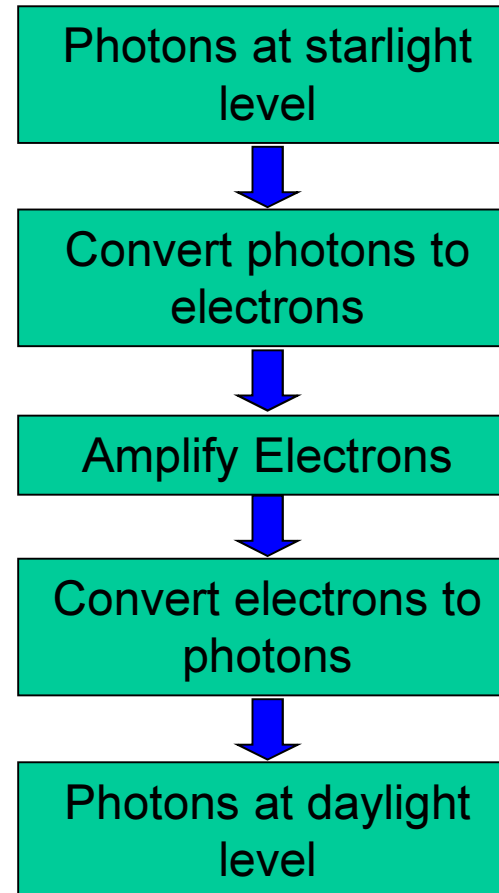 Photons at starlight
level
Convert photons to
electrons
Amplify Electrons
Convert electrons to
photons
Photons at daylight
level